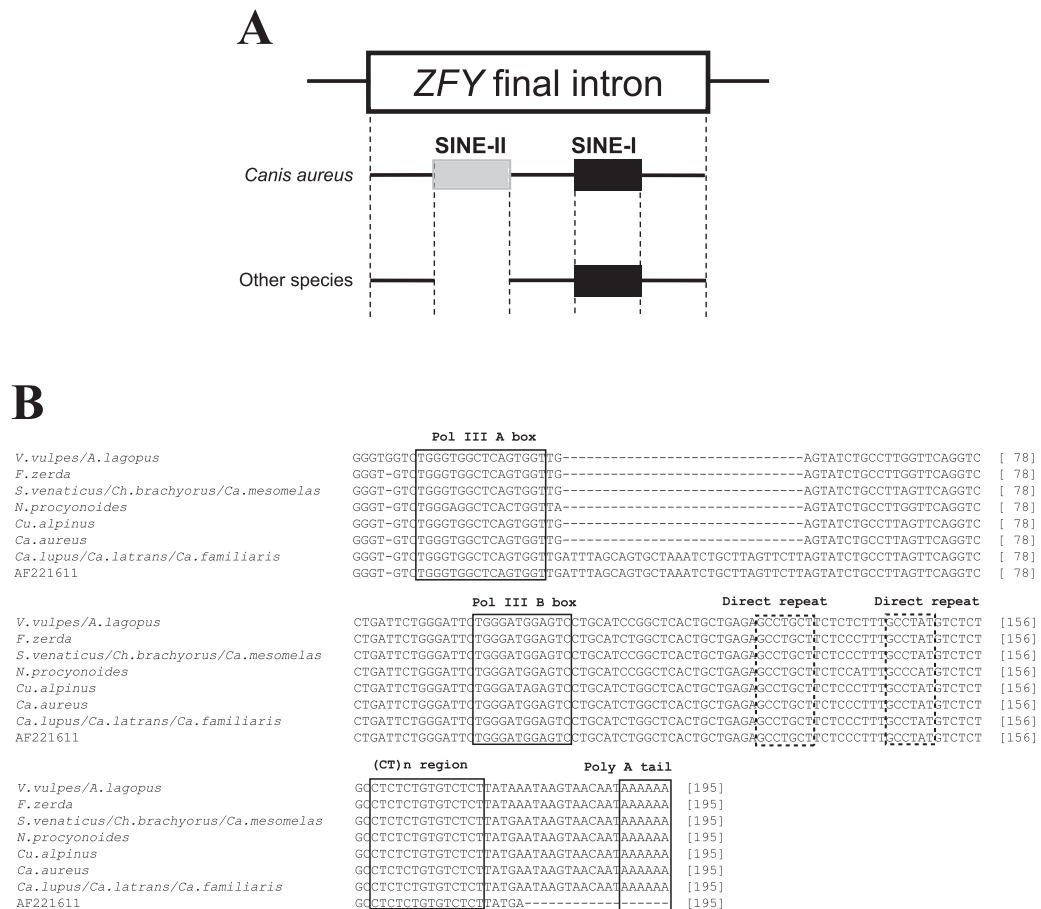 A
ZFY final intron
SINE-II SINE-I
Canis aureus
Other species
B
Pol III A box
V.vulpes/A.lagopus GGGTGGTCTGGGTGGCTCAGTGGTTG------------------------------AGTATCTGCCTTGGTTCAGGTC [ 78]
F.zerda GGGT-GTCTGGGTGGCTCAGTGGTTG------------------------------AGTATCTGCCTTGGTTCAGGTC [ 78]
S.venaticus/Ch.brachyorus/Ca.mesomelas GGGT-GTCTGGGTGGCTCAGTGGTTG------------------------------AGTATCTGCCTTAGTTCAGGTC [ 78]
N.procyonoides GGGT-GTCTGGGAGGCTCACTGGTTA------------------------------AGTATCTGCCTTGGTTCAGGTC [ 78]
Cu.alpinus GGGT-GTCTGGGTGGCTCAGTGGTTG------------------------------AGTATCTGCCTTAGTTCAGGTC [ 78]
Ca.aureus GGGT-GTCTGGGTGGCTCAGTGGTTG------------------------------AGTATCTGCCTTAGTTCAGGTC [ 78]
Ca.lupus/Ca.latrans/Ca.familiaris GGGT-GTCTGGGTGGCTCAGTGGTTGATTTAGCAGTGCTAAATCTGCTTAGTTCTTAGTATCTGCCTTAGTTCAGGTC [ 78]
AF221611 GGGT-GTCTGGGTGGCTCAGTGGTTGATTTAGCAGTGCTAAATCTGCTTAGTTCTTAGTATCTGCCTTAGTTCAGGTC [ 78]
Pol III B box Direct repeat Direct repeat
V.vulpes/A.lagopus CTGATTCTGGGATTCTGGGATGGAGTCCTGCATCCGGCTCACTGCTGAGAGCCTGCTTCTCTCTTTGCCTATGTCTCT [156]
F.zerda CTGATTCTGGGATTCTGGGATGGAGTCCTGCATCTGGCTCACTGCTGAGAGCCTGCTTCTCCCTTTGCCTATGTCTCT [156]
S.venaticus/Ch.brachyorus/Ca.mesomelas CTGATTCTGGGATTCTGGGATGGAGTCCTGCATCTGGCTCACTGCTGAGAGCCTGCTTCTCCCTTTGCCTATGTCTCT [156]
N.procyonoides CTGATTCTGGGATTCTGGGATGGAGTCCTGCATCTGGCTCACTGCTGAGAGCCTGCTTCTCCATTTGCCCATGTCTCT [156]
Cu.alpinus CTGATTCTGGGATTCTGGGATAGAGTCCTGCATCTGGCTCACTGCTGAGAGCCTGCTTCTCCCTTTGCCTATGTCTCT [156]
Ca.aureus CTGATTCTGGGATTCTGGGATGGAGTCCTGCATCTGGCTCACTGCTGAGAGCCTGCTTCTCCCTTTGCCTATGTCTCT [156]
Ca.lupus/Ca.latrans/Ca.familiaris CTGATTCTGGGATTCTGGGATGGAGTCCTGCATCTGGCTCACTGCTGAGAGCCTGCTTCTCCCTTTGCCTATGTCTCT [156]
AF221611 CTGATTCTGGGATTCTGGGATGGAGTCCTGCATCTGGCTCACTGCTGAGAGCCTGCTTCTCCCTTTGCCTATGTCTCT [156]
(CT)n region Poly A tail
V.vulpes/A.lagopus GCCTCTCTGTGTCTCTTATAAATAAGTAACAATAAAAAA [195]
F.zerda GCCTCTCTGTGTCTCTTATAAATAAGTAACAATAAAAAA [195]
S.venaticus/Ch.brachyorus/Ca.mesomelas GCCTCTCTGTGTCTCTTATGAATAAGTAACAATAAAAAA [195]
N.procyonoides GCCTCTCTGTGTCTCTTATGAATAAGTAACAATAAAAAA [195]
Cu.alpinus GCCTCTCTGTGTCTCTTATGAATAAGTAACAATAAAAAA [195]
Ca.aureus GCCTCTCTGTGTCTCTTATGAATAAGTAACAATAAAAAA [195]
Ca.lupus/Ca.latrans/Ca.familiaris GCCTCTCTGTGTCTCTTATGAATAAGTAACAATAAAAAA [195]
AF221611 GCCTCTCTGTGTCTCTTATGA------------------ [195]